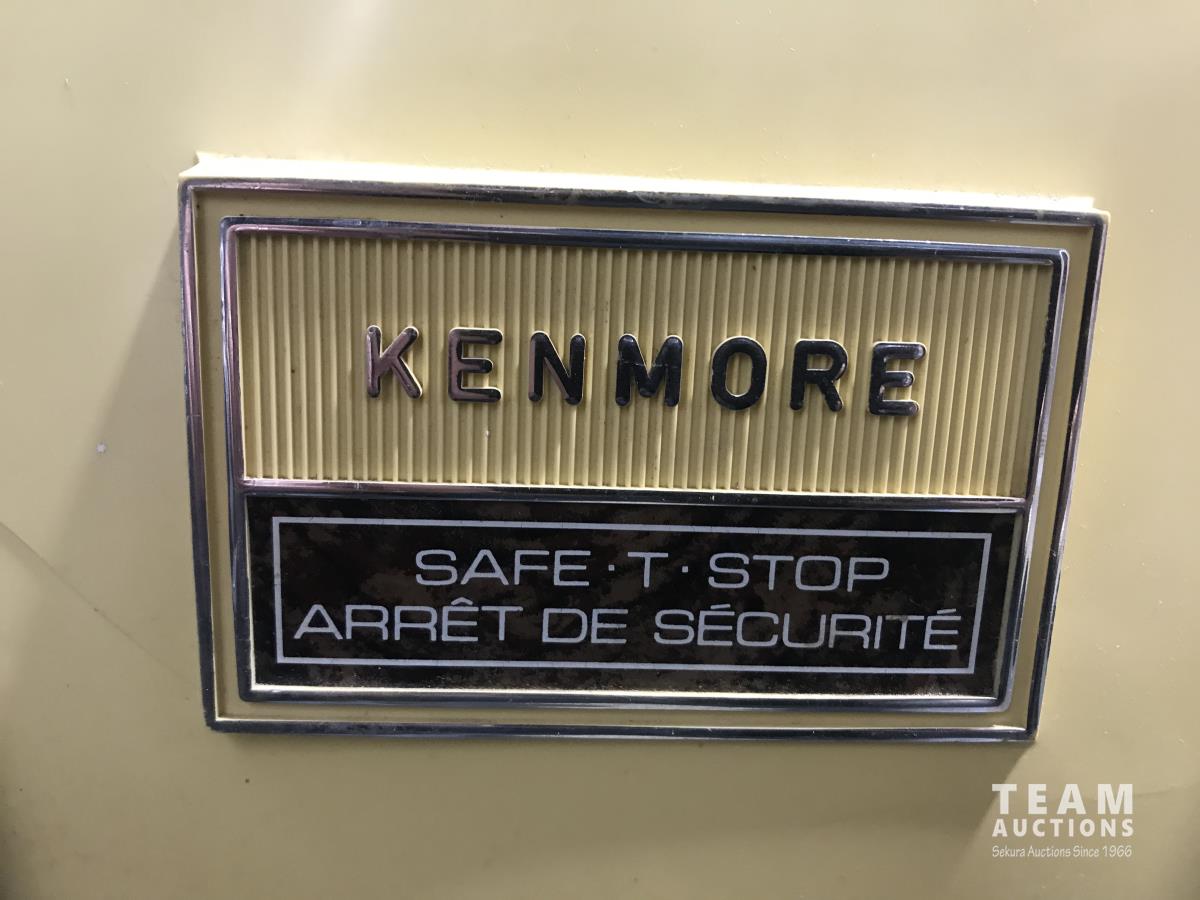 KENMORE
SAFE · T · STOP
ARRÊT DE SÉCURITÉ
TEAM
AUCTIONS
Sekura Auctions Since 1966